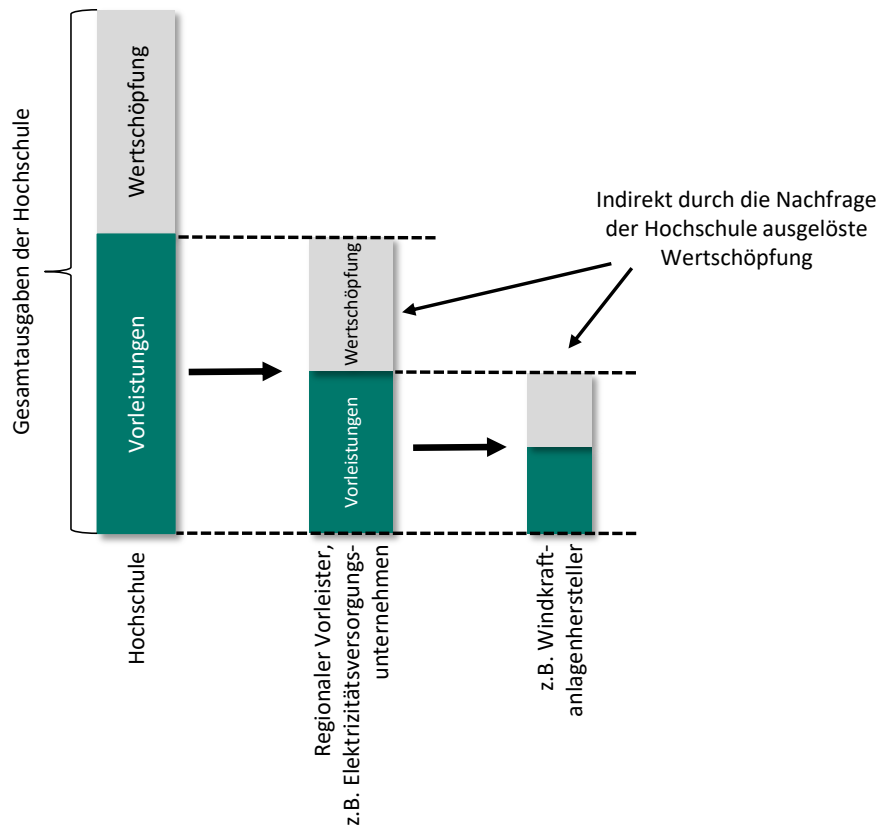 Gesamtausgaben der Hochschule
Wertschöpfung
Vorleistungen
Hochschule
Wertschöpfung
Vorleistungen
Regionaler Vorleister,
z.B. Elektrizitätsversorgungs-
unternehmen
Indirekt durch die Nachfrage
der Hochschule ausgelöste
Wertschöpfung
z.B. Windkraft-
anlagenhersteller